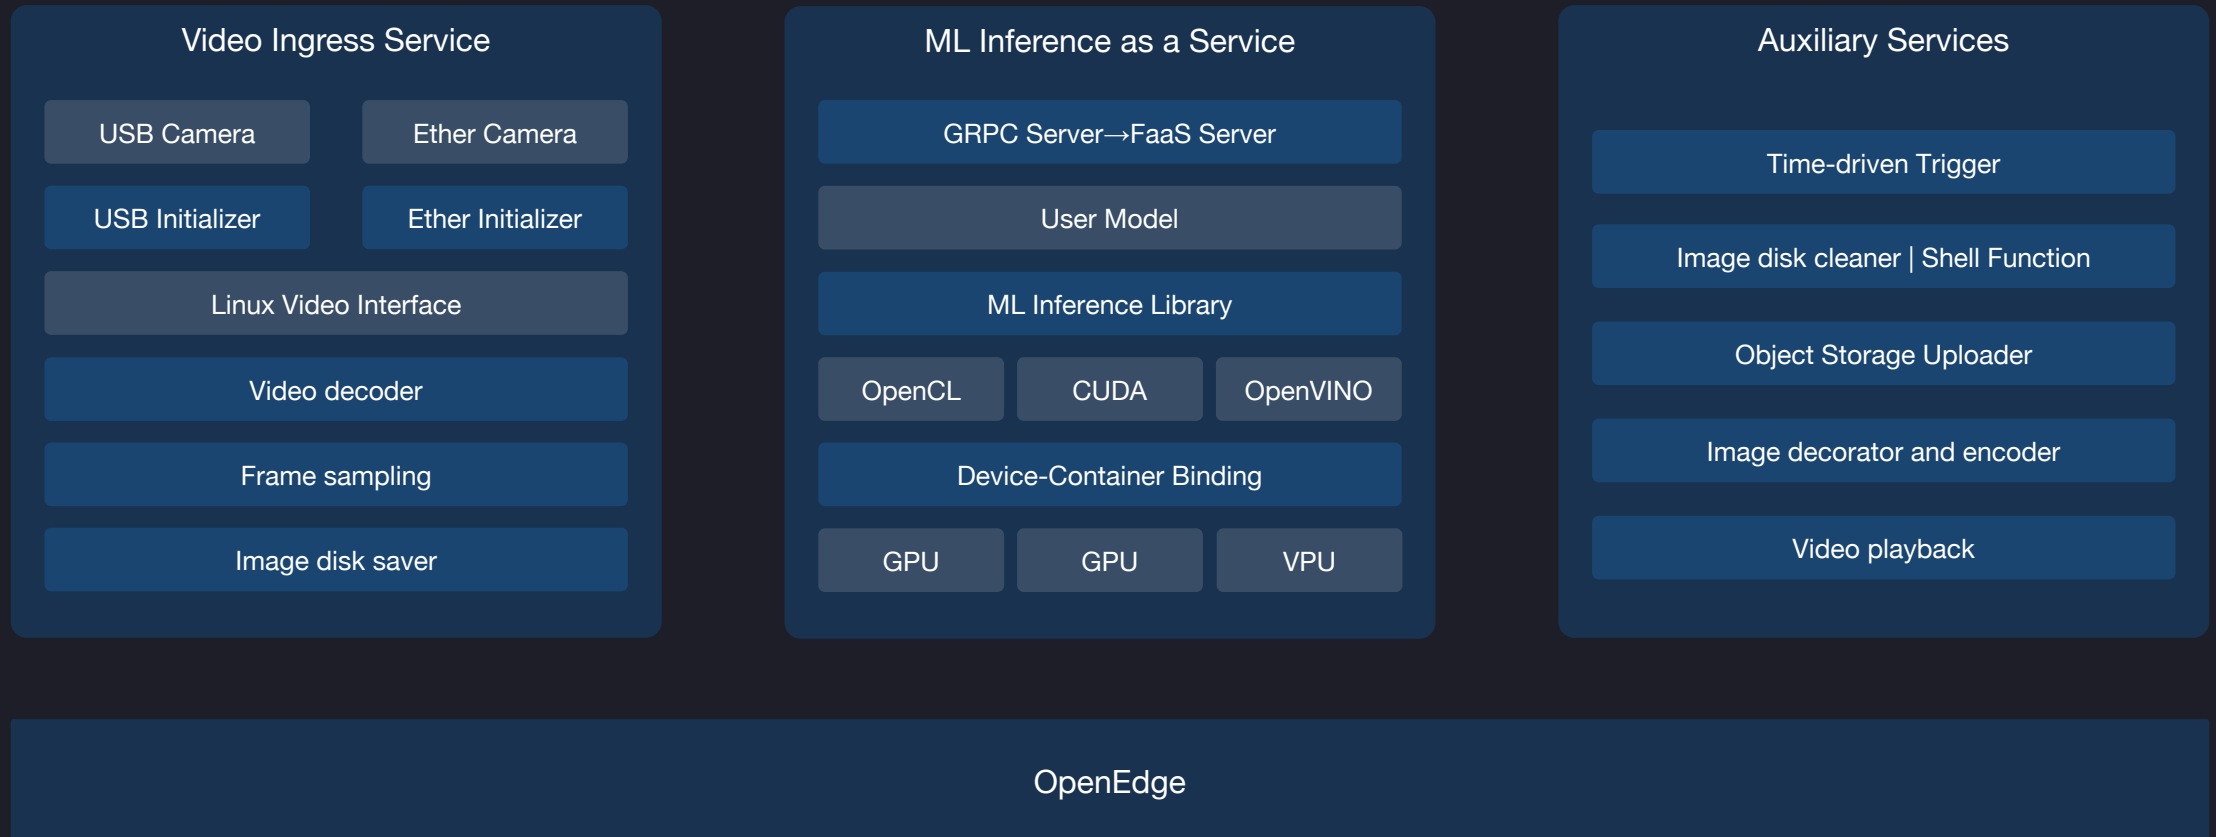 Video Ingress Service
USB Camera
Ether Camera
USB Initializer
Ether Initializer
Linux Video Interface
Video decoder
Frame sampling
Image disk saver
ML Inference as a Service
GRPC Server→FaaS Server
User Model
ML Inference Library
OpenCL
CUDA
OpenVINO
Device-Container Binding
GPU
GPU
VPU
Auxiliary Services
Time-driven Trigger
Image disk cleaner | Shell Function
Object Storage Uploader
Image decorator and encoder
Video playback
OpenEdge